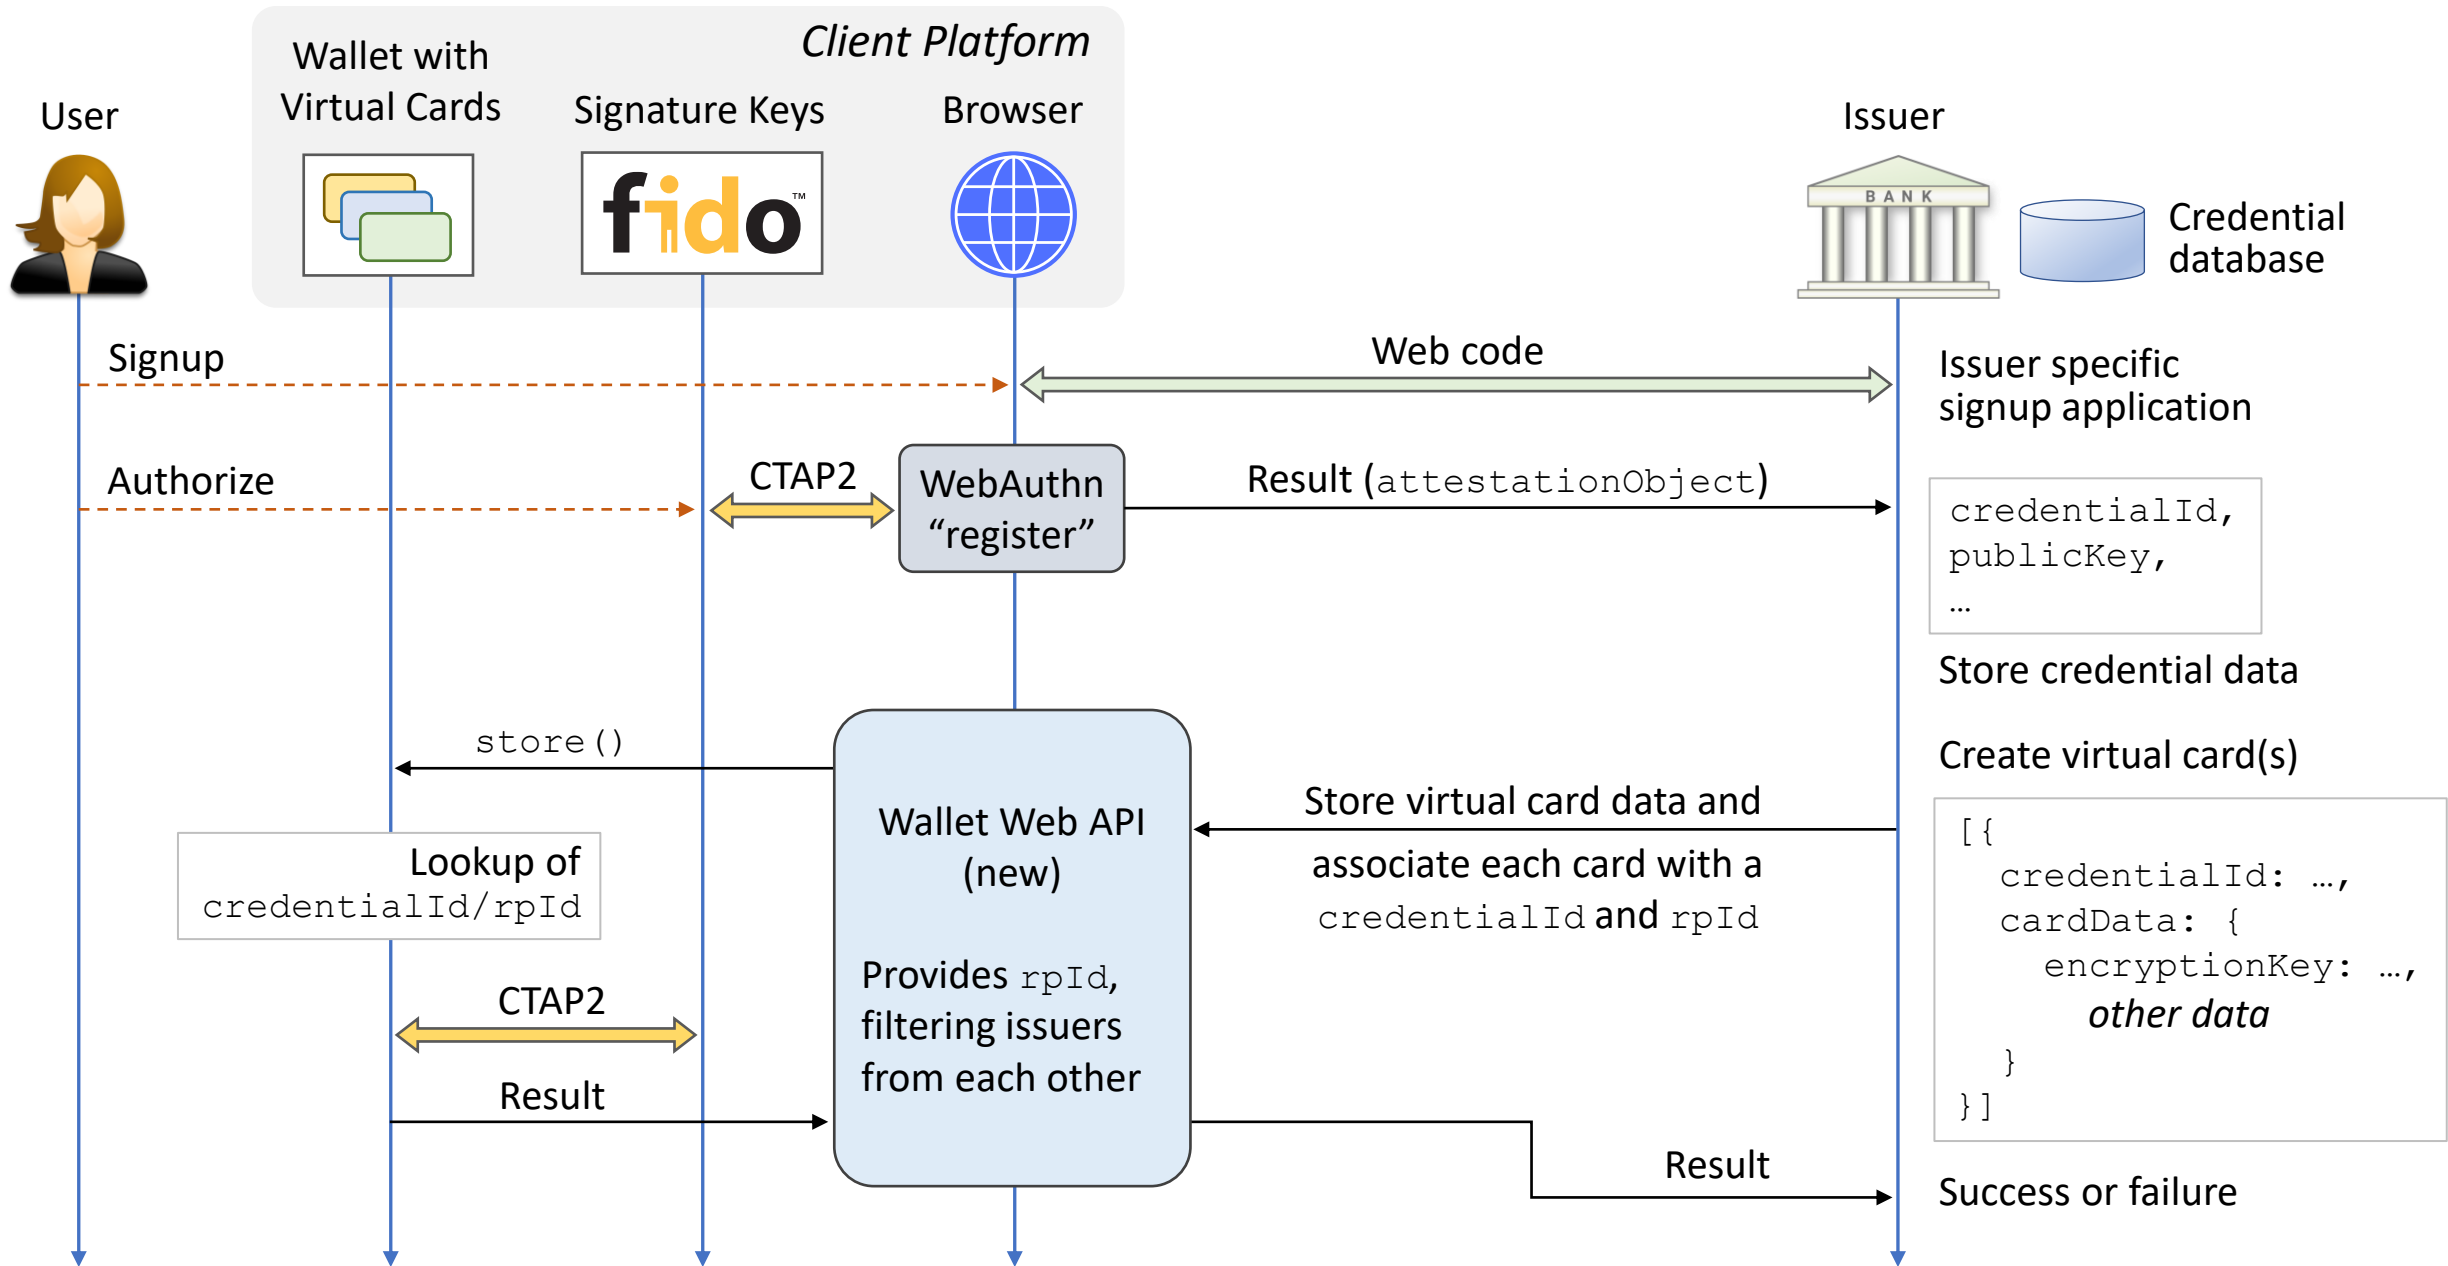 Client Platform
User
Wallet with
Virtual Cards
Signature Keys
fido™
Browser
Issuer
BANK
Credential
database
Signup
Web code
Issuer specific
signup application
Authorize
CTAP2
WebAuthn
“register”
Result (attestationObject)
credentialId,
publicKey,
…
Store credential data
store()
Create virtual card(s)
Wallet Web API
(new)
Provides rpId,
filtering issuers
from each other
Store virtual card data and
associate each card with a
credentialId and rpId
[{
credentialId: …,
cardData: {
encryptionKey: …,
other data
}
}]
Lookup of
credentialId/rpId
CTAP2
Result
Result
Success or failure